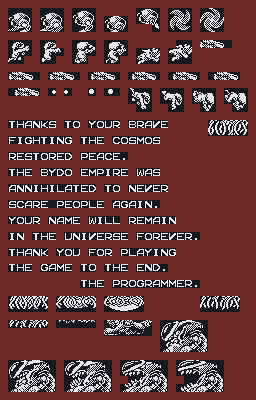 THANKS TO YOUR BRAVE
FIGHTING THE COSMOS
RESTORED PEACE.
THE BYDO EMPIRE WAS
ANNIHILATED TO NEVER
SCARE PEOPLE AGAIN.
YOUR NAME WILL REMAIN
IN THE UNIVERSE FOREVER.
THANK YOU FOR PLAYING
THE GAME TO THE END.
THE PROGRAMMER.